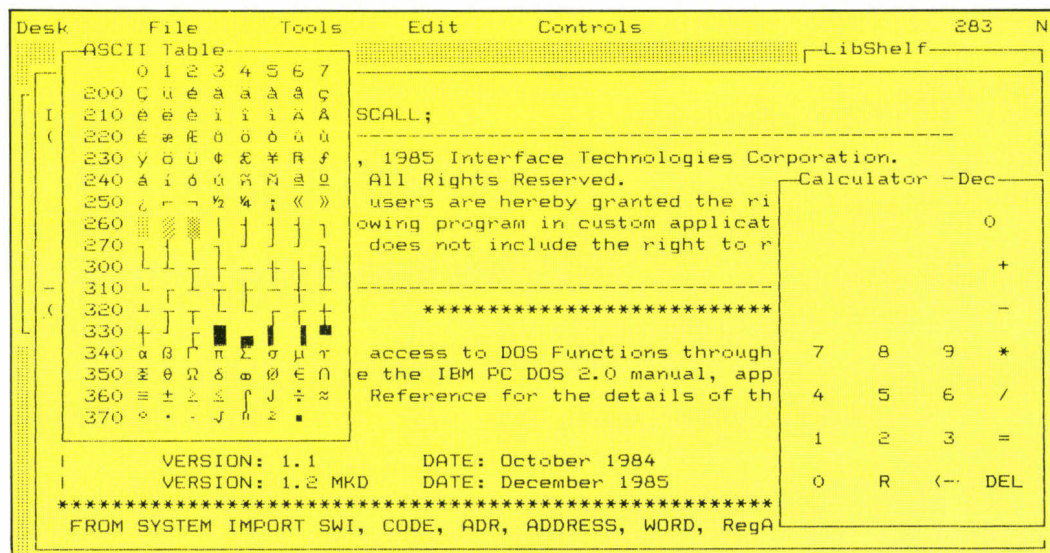 Desk File Tools Edit Controls 283 N
ASCII Table
LibShelf
0 1 2 3 4 5 6 7
200 Ç ü é â ä à å ç
210 ê ë è ï î ì Ä Å
220 É æ Æ ô ö ò û ù
230 ÿ Ö Ü ¢ £ ¥ ₧ ƒ
240 á í ó ú ñ Ñ ª º
250 ¿ ⌐ ¬ ½ ¼ ¡ « »
260 ░ ▒ ▓ │ ┤ ╡ ╢ ╖
270 ╕ ╣ ║ ╗ ╝ ╜ ╛ ┐
300 └ ┴ ┬ ├ ─ ┼ ╞ ╟
310 ╚ ╔ ╩ ╦ ╠ ═ ╬ ╧
320 ╨ ╤ ╥ ╙ ╘ ╒ ╓ ╫
330 ╪ ┘ ┌ █ ▄ ▌ ▐ ▀
340 α ß Γ π Σ σ µ τ
350 Φ Θ Ω δ ∞ ø ∈ ∩
360 ≡ ± ≥ ≤ ⌠ ⌡ ÷ ≈
370 ° ∙ · √ ⁿ ² ■
SCALL;
, 1985 Interface Technologies Corporation.
All Rights Reserved.
users are hereby granted the ri
owing program in custom applicat
does not include the right to r
*************************
access to DOS Functions through
e the IBM PC DOS 2.0 manual, app
Reference for the details of th
VERSION: 1.1 DATE: October 1984
VERSION: 1.2 MKD DATE: December 1985
****************************************************
FROM SYSTEM IMPORT SWI, CODE, ADR, ADDRESS, WORD, RegA
Calculator -Dec
0
+
-
7 8 9 *
4 5 6 /
1 2 3 =
0 R <-- DEL